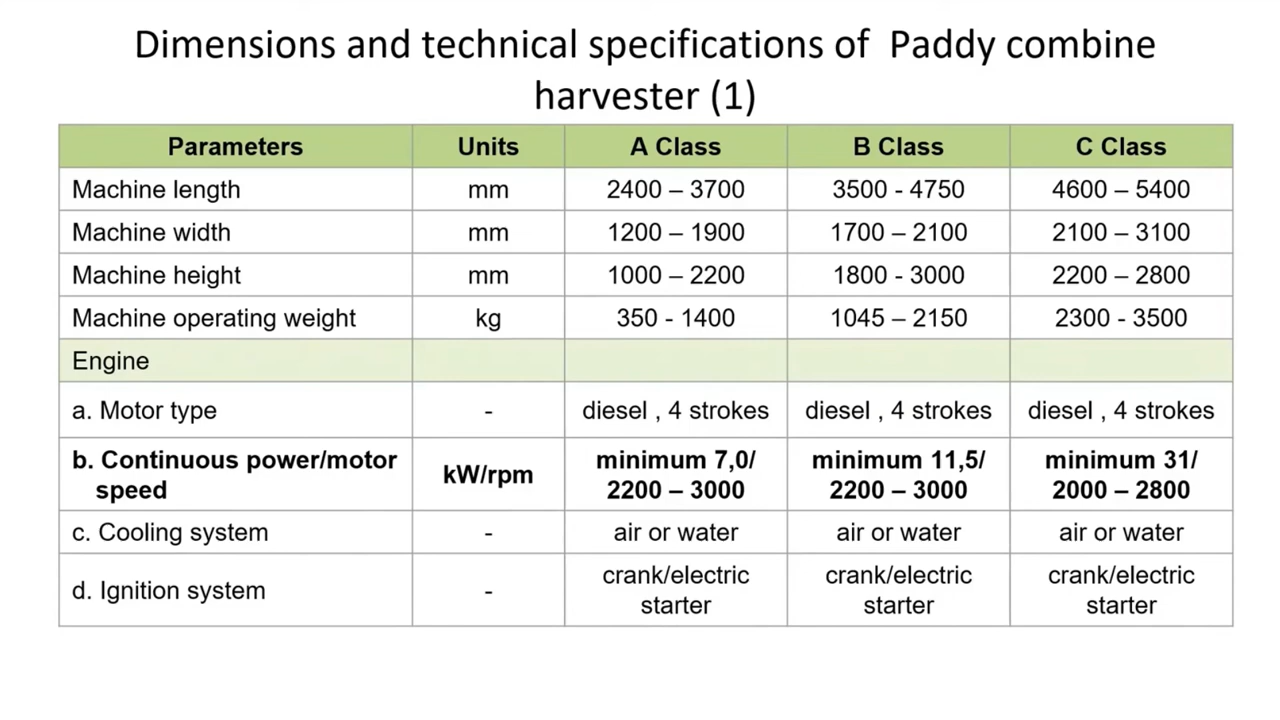 Dimensions and technical specifications of Paddy combine
harvester (1)
Parameters Units A Class B Class C Class
Machine length mm 2400 – 3700 3500 - 4750 4600 – 5400
Machine width mm 1200 – 1900 1700 – 2100 2100 – 3100
Machine height mm 1000 – 2200 1800 - 3000 2200 – 2800
Machine operating weight kg 350 - 1400 1045 – 2150 2300 - 3500
Engine
a. Motor type - diesel , 4 strokes diesel , 4 strokes diesel , 4 strokes
b. Continuous power/motor speed kW/rpm minimum 7,0/ 2200 – 3000 minimum 11,5/ 2200 – 3000 minimum 31/ 2000 – 2800
c. Cooling system - air or water air or water air or water
d. Ignition system - crank/electric starter crank/electric starter crank/electric starter